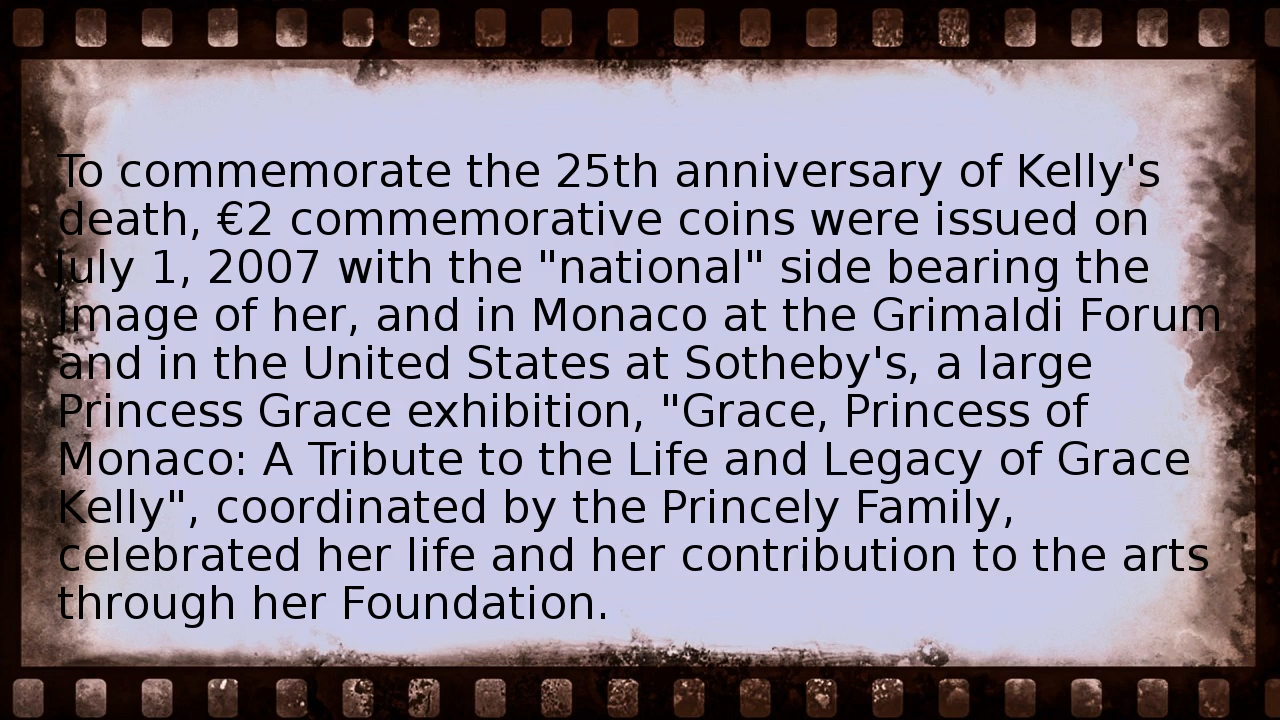 To commemorate the 25th anniversary of Kelly's
death, €2 commemorative coins were issued on
July 1, 2007 with the "national" side bearing the
image of her, and in Monaco at the Grimaldi Forum
and in the United States at Sotheby's, a large
Princess Grace exhibition, "Grace, Princess of
Monaco: A Tribute to the Life and Legacy of Grace
Kelly", coordinated by the Princely Family,
celebrated her life and her contribution to the arts
through her Foundation.